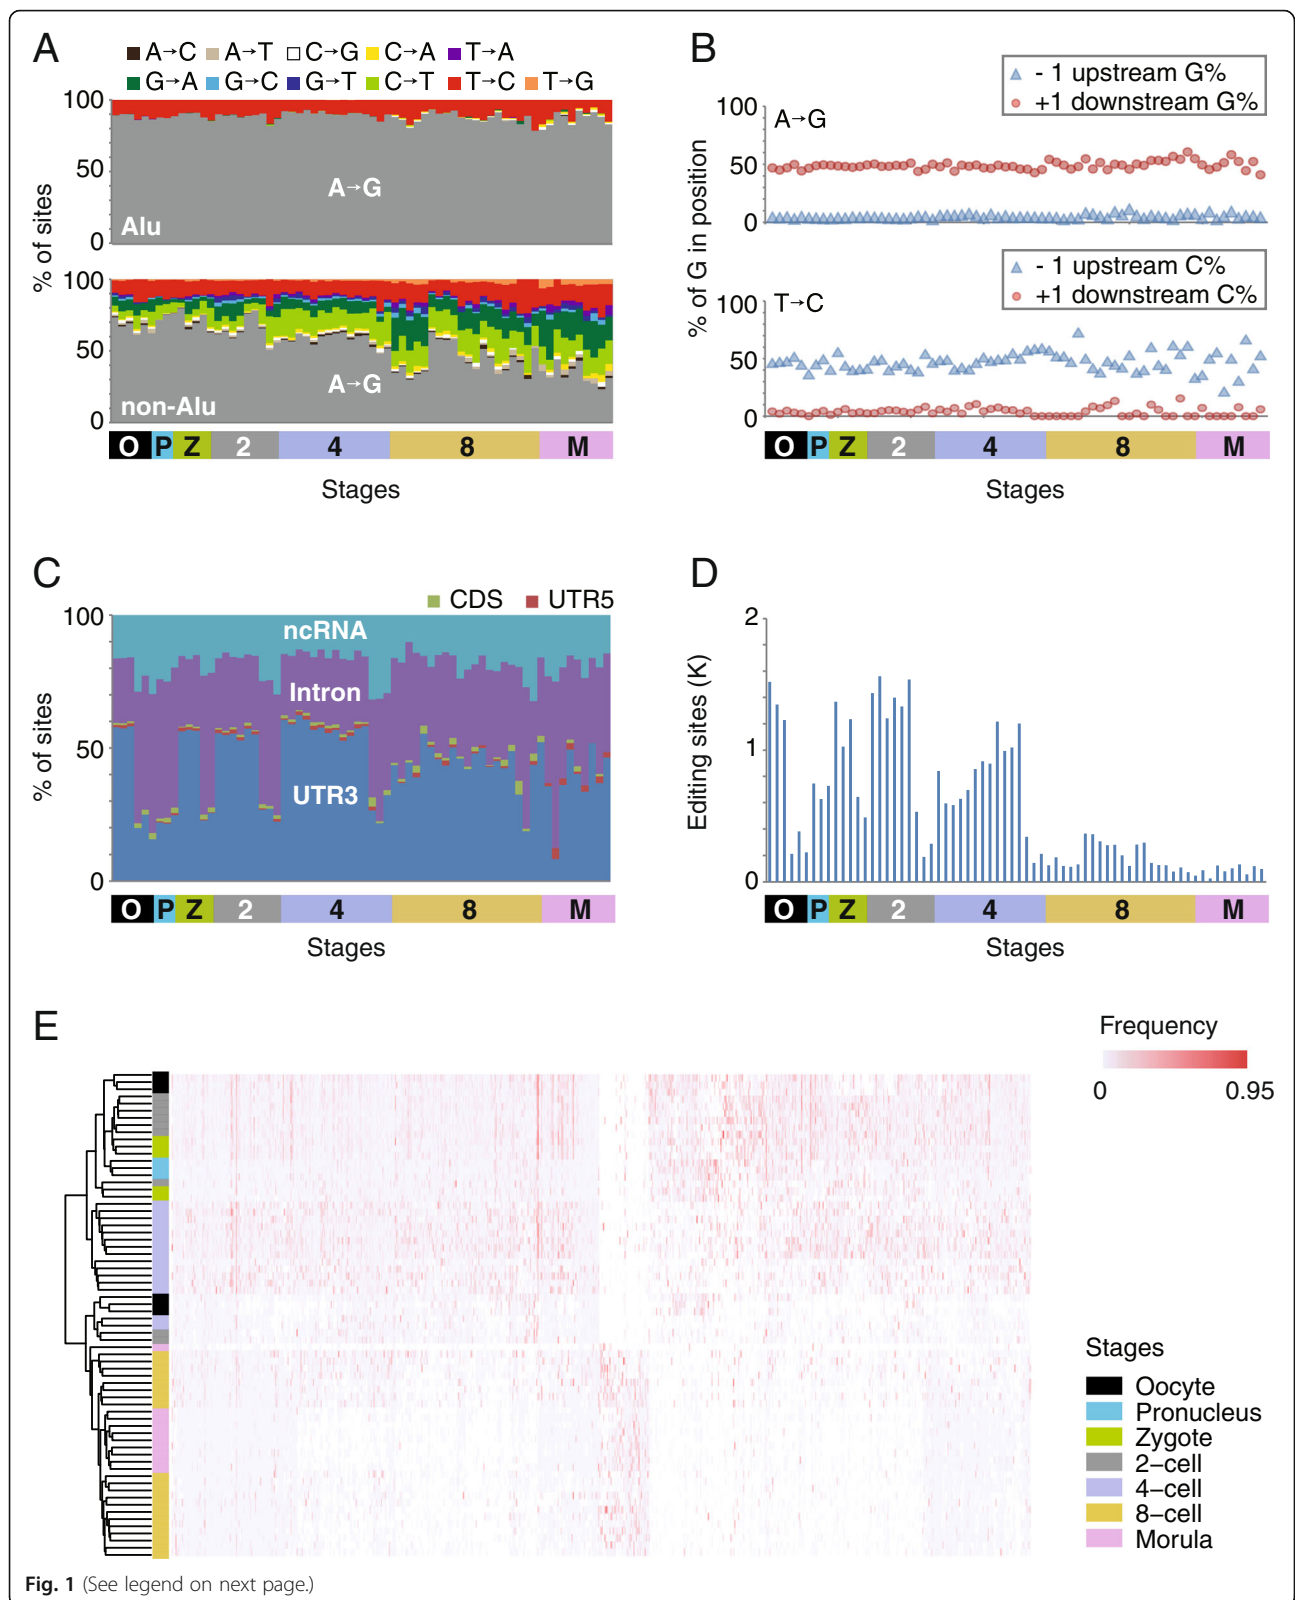 A
A→C A→T C→G C→A T→A
G→A G→C G→T C→T T→C T→G
100
50
0
% of sites
A→G
Alu
100
50
0
A→G
non-Alu
O P Z 2 4 8 M
Stages
B
- 1 upstream G%
+1 downstream G%
100
50
0
A→G
% of G in position
- 1 upstream C%
+1 downstream C%
100
50
0
T→C
O P Z 2 4 8 M
Stages
C
CDS UTR5
100
50
0
% of sites
ncRNA
Intron
UTR3
O P Z 2 4 8 M
Stages
D
2
1
0
Editing sites (K)
O P Z 2 4 8 M
Stages
E
Frequency
0 0.95
Stages
Oocyte
Pronucleus
Zygote
2-cell
4-cell
8-cell
Morula
Fig. 1 (See legend on next page.)